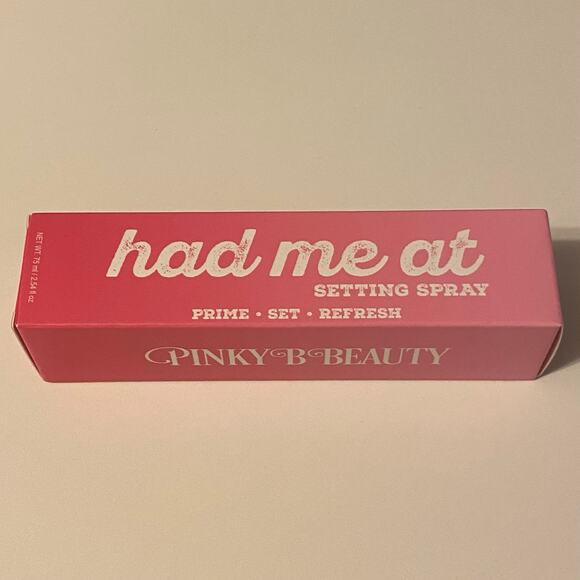 had me at
SETTING SPRAY
PRIME • SET • REFRESH
PINKY B BEAUTY
NET WT. 75 ml / 2.54 fl oz